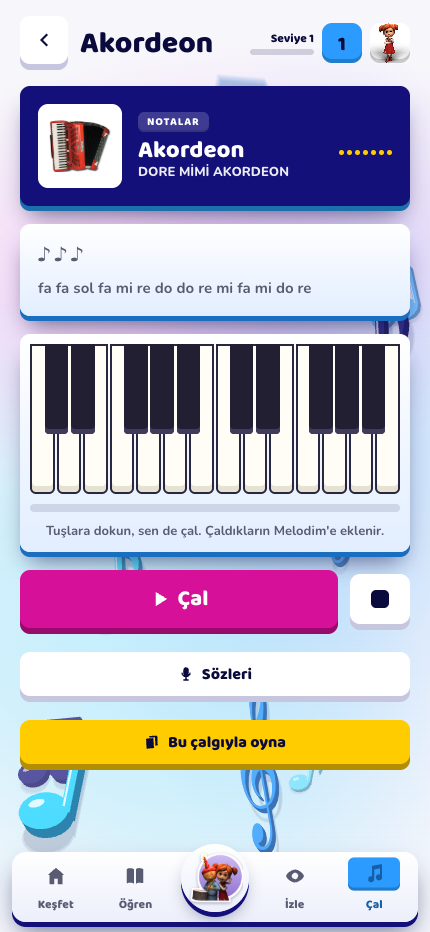 Akordeon
Seviye 1
1
NOTALAR
Akordeon
DORE MİMİ AKORDEON
fa fa sol fa mi re do do re mi fa mi do re
Tuşlara dokun, sen de çal. Çaldıkların Melodim'e eklenir.
Çal
Sözleri
Bu çalgıyla oyna
Keşfet
Öğren
İzle
Çal